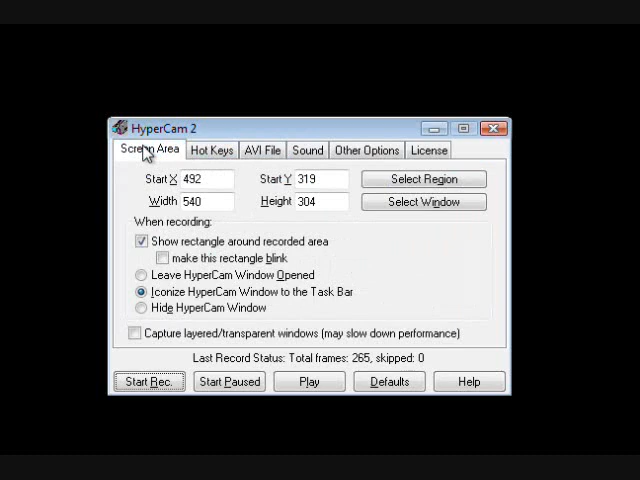 HyperCam 2
Screen Area Hot Keys AVI File Sound Other Options License
Start X 492 Start Y 319 Select Region
Width 540 Height 304 Select Window
When recording:
Show rectangle around recorded area
make this rectangle blink
Leave HyperCam Window Opened
Iconize HyperCam Window to the Task Bar
Hide HyperCam Window
Capture layered/transparent windows (may slow down performance)
Last Record Status: Total frames: 265, skipped: 0
Start Rec. Start Paused Play Defaults Help